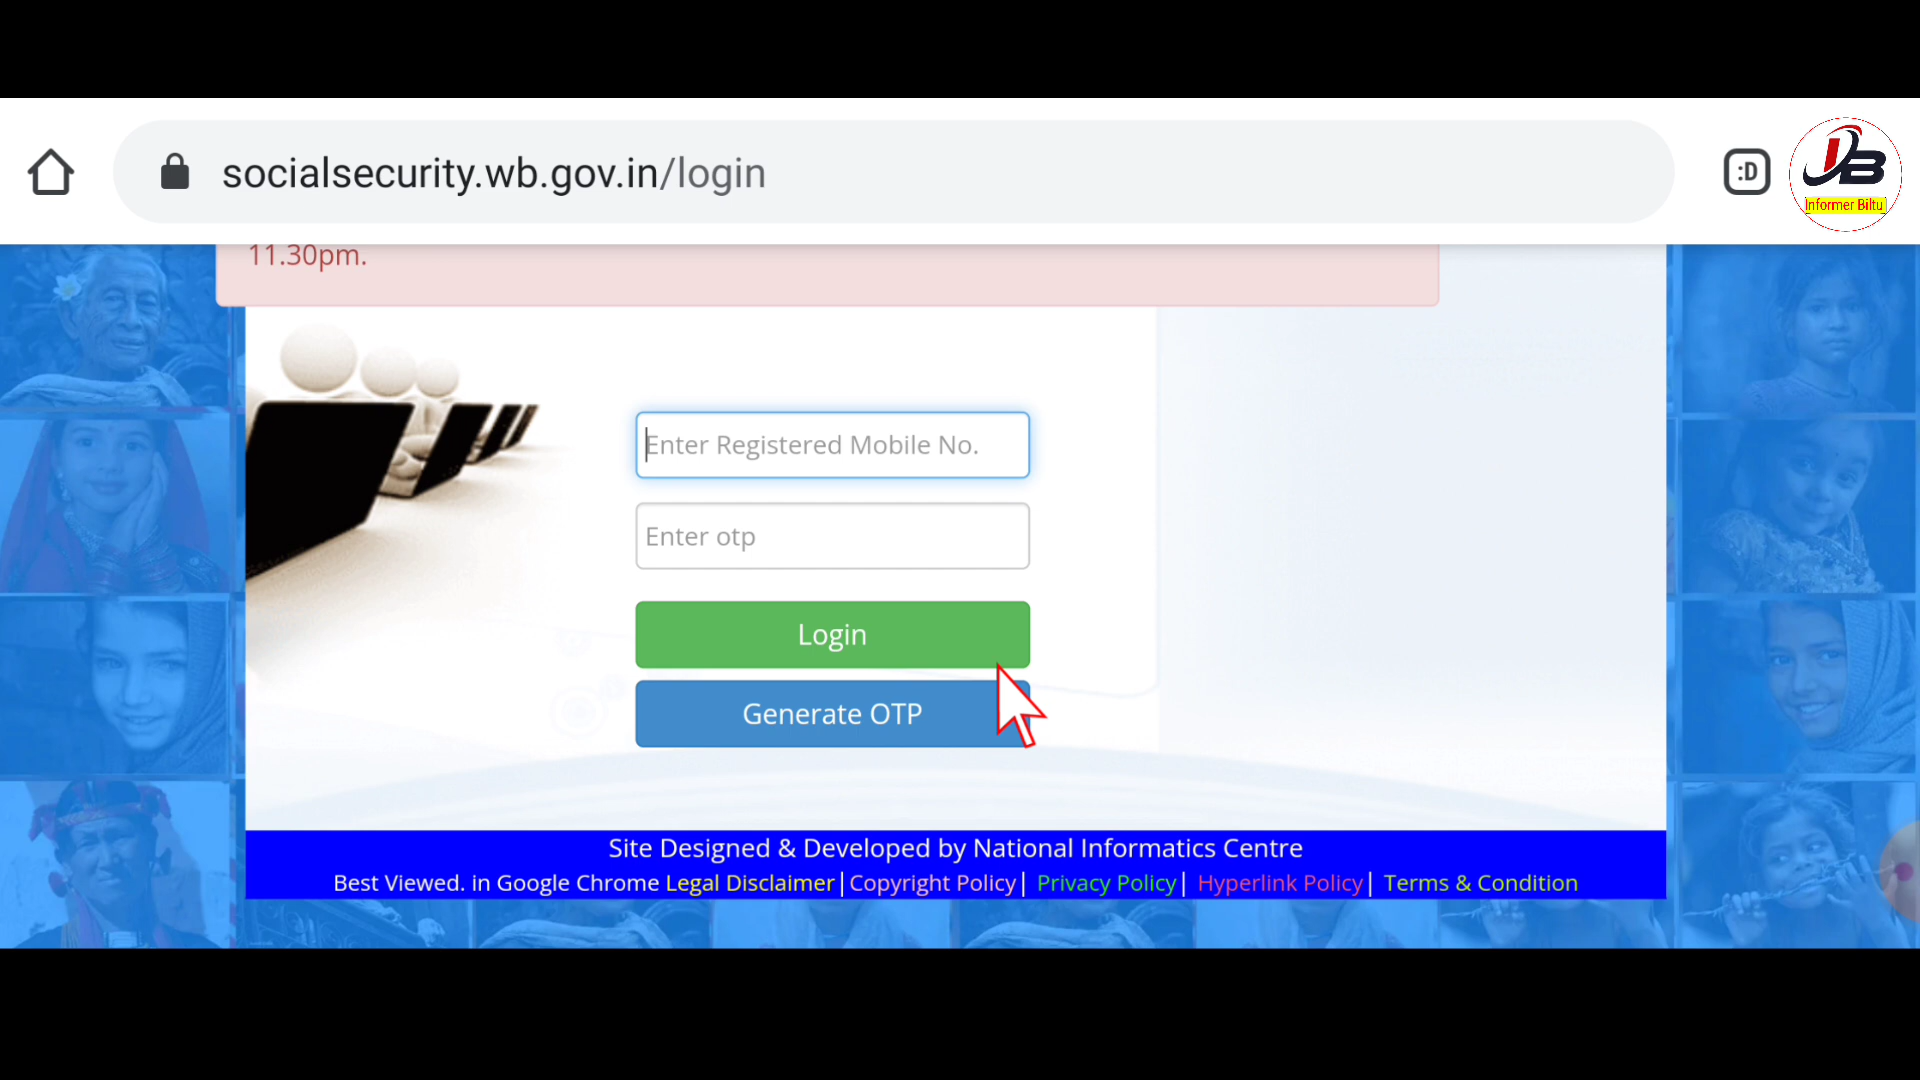 socialsecurity.wb.gov.in/login
:D
Informer Biltu
11.30pm.
Enter Registered Mobile No.
Enter otp
Login
Generate OTP
Site Designed & Developed by National Informatics Centre
Best Viewed. in Google Chrome Legal Disclaimer| Copyright Policy| Privacy Policy| Hyperlink Policy| Terms & Condition